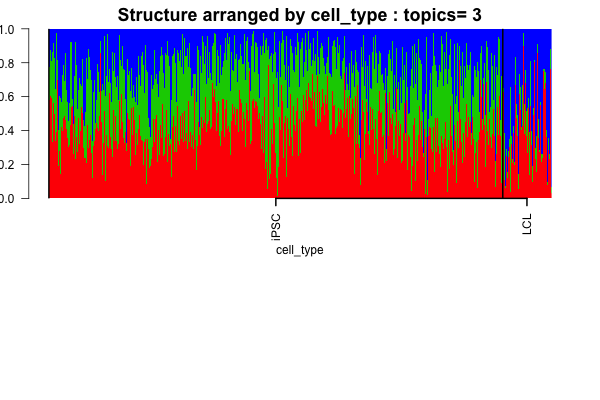 Structure arranged by cell_type : topics= 3
1.0
0.8
0.6
0.4
0.2
0.0
iPSC
LCL
cell_type